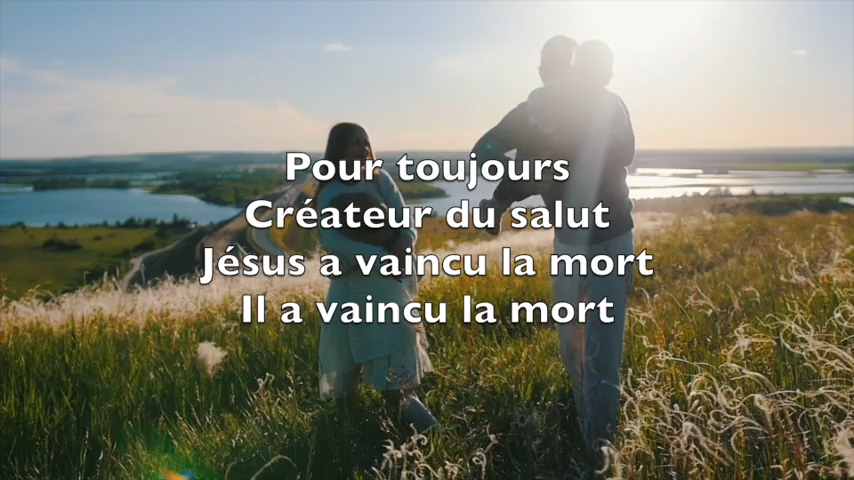 Pour toujours
Créateur du salut
Jésus a vaincu la mort
Il a vaincu la mort